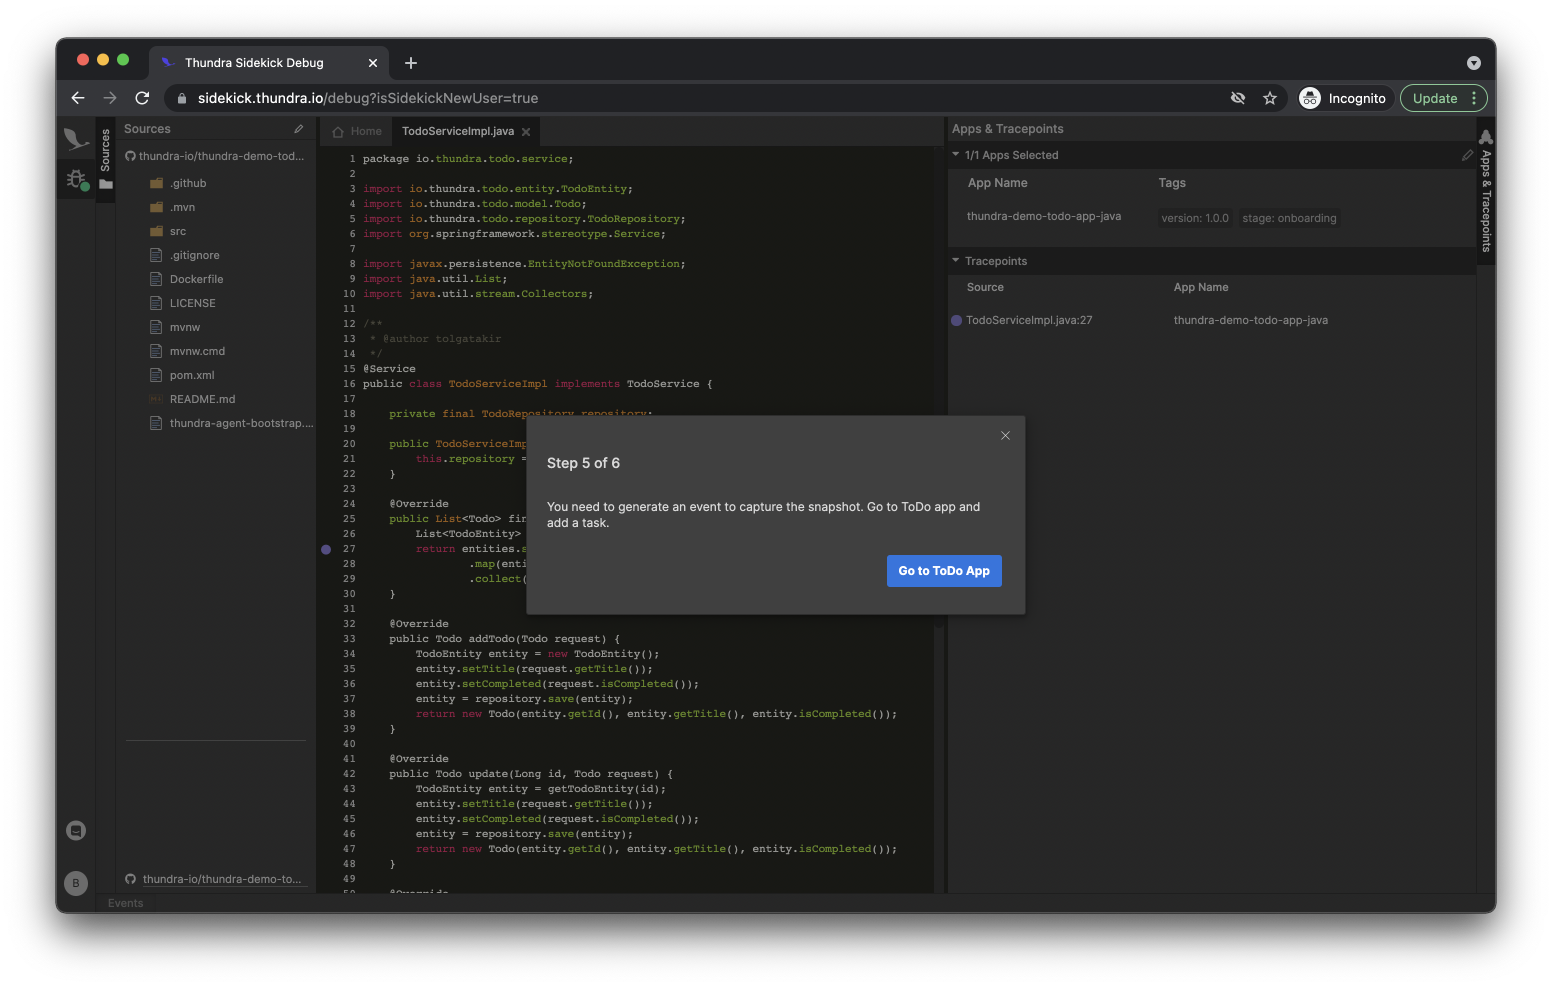 Thundra Sidekick Debug
sidekick.thundra.io/debug?isSidekickNewUser=true
Incognito
Update
Sources
Sources
thundra-io/thundra-demo-tod...
.github
.mvn
src
.gitignore
Dockerfile
LICENSE
mvnw
mvnw.cmd
pom.xml
README.md
thundra-agent-bootstrap....
thundra-io/thundra-demo-to...
B
Events
Home
TodoServiceImpl.java
1 package io.thundra.todo.service;
2
3 import io.thundra.todo.entity.TodoEntity;
4 import io.thundra.todo.model.Todo;
5 import io.thundra.todo.repository.TodoRepository;
6 import org.springframework.stereotype.Service;
7
8 import javax.persistence.EntityNotFoundException;
9 import java.util.List;
10 import java.util.stream.Collectors;
11
12 /**
13 * @author tolgatakir
14 */
15 @Service
16 public class TodoServiceImpl implements TodoService {
17
18 private final TodoRepository repository;
19
20 public TodoServiceImp
21 this.repository =
22 }
23
24 @Override
25 public List<Todo> fin
26 List<TodoEntity>
27 return entities.s
28 .map(enti
29 .collect(
30 }
31
32 @Override
33 public Todo addTodo(Todo request) {
34 TodoEntity entity = new TodoEntity();
35 entity.setTitle(request.getTitle());
36 entity.setCompleted(request.isCompleted());
37 entity = repository.save(entity);
38 return new Todo(entity.getId(), entity.getTitle(), entity.isCompleted());
39 }
40
41 @Override
42 public Todo update(Long id, Todo request) {
43 TodoEntity entity = getTodoEntity(id);
44 entity.setTitle(request.getTitle());
45 entity.setCompleted(request.isCompleted());
46 entity = repository.save(entity);
47 return new Todo(entity.getId(), entity.getTitle(), entity.isCompleted());
48 }
49
50 @Override
Step 5 of 6
You need to generate an event to capture the snapshot. Go to ToDo app and
add a task.
Go to ToDo App
Apps & Tracepoints
1/1 Apps Selected
App Name Tags
thundra-demo-todo-app-java version: 1.0.0 stage: onboarding
Tracepoints
Source App Name
TodoServiceImpl.java:27 thundra-demo-todo-app-java
Apps & Tracepoints